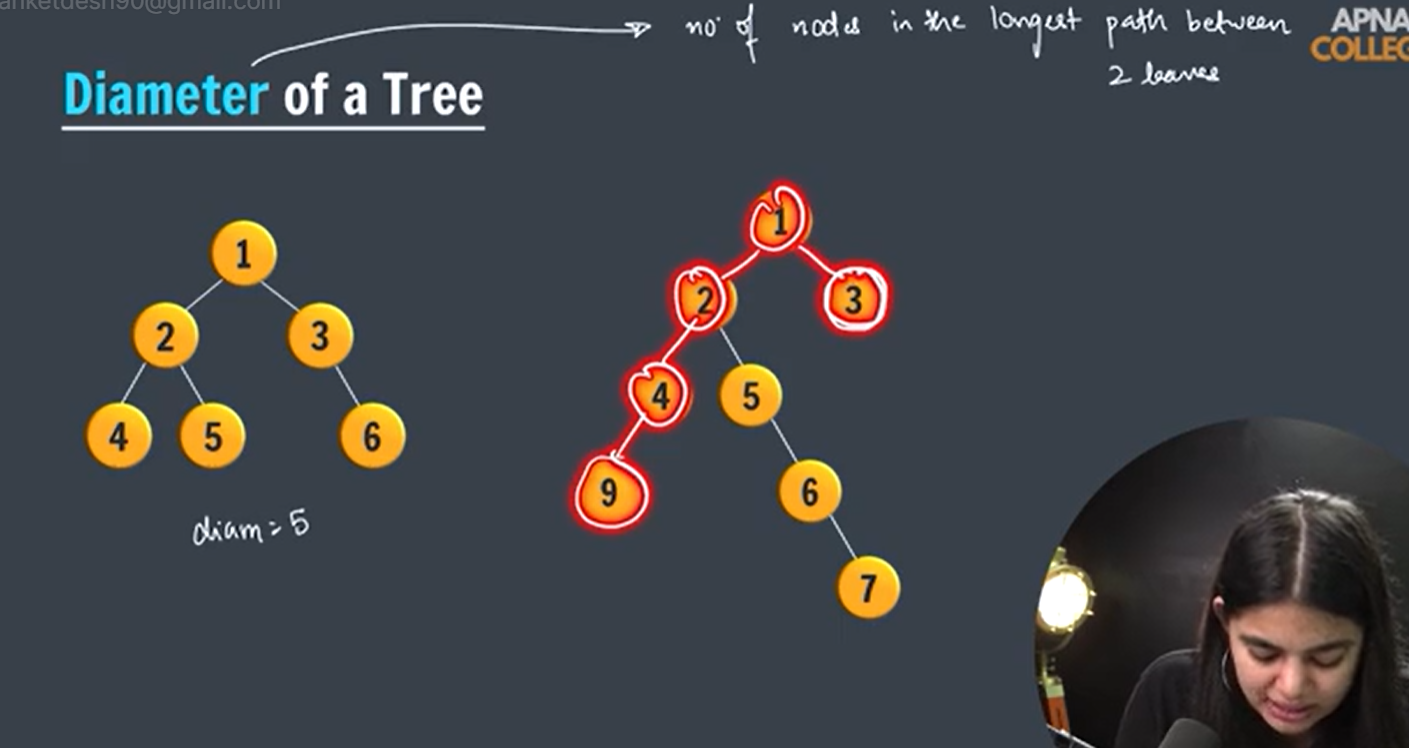 anketdesh90@gmail.com
no. of nodes in the longest path between
2 leaves
APNA
COLLEG
Diameter of a Tree
1
2
3
4
5
6
diam = 5
1
2
3
4
5
9
6
7